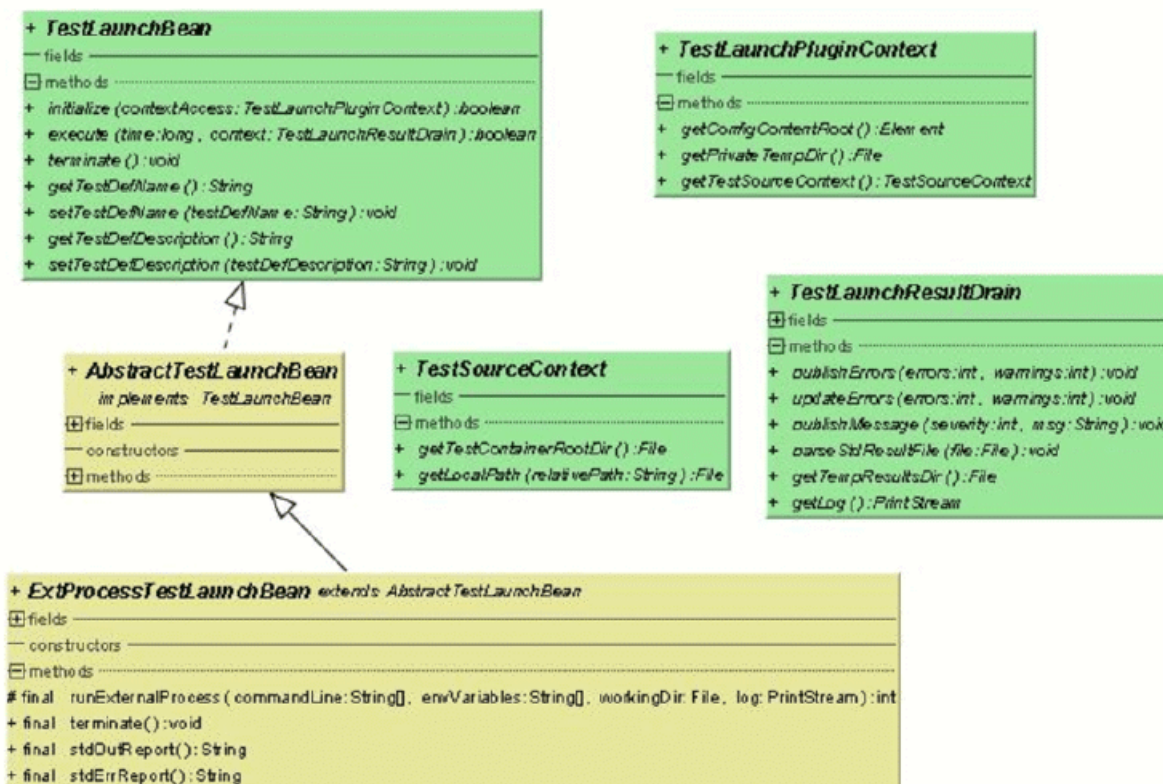 + TestLaunchBean
fields
methods
+ initialize (contextAccess: TestLaunchPluginContext) :boolean
+ execute (time:long, context: TestLaunchResultDrain) :boolean
+ terminate () :void
+ getTestDefName () : String
+ setTestDefName (testDefName: String) : void
+ getTestDefDescription () : String
+ setTestDefDescription (testDefDescription: String) : void
+ TestLaunchPluginContext
fields
methods
+ getConfigContentRoot () :Element
+ getPrivateTempDir () :File
+ getTestSourceContext () : TestSourceContext
+ TestLaunchResultDrain
fields
methods
+ publishErrors (errors:int, warnings:int) :void
+ updateErrors (errors:int, warnings:int) :void
+ publishMessage (severity:int, msg: String) : void
+ parseStdResultFile (file: File) : void
+ getTempResultsDir () :File
+ getLog () :PrintStream
+ AbstractTestLaunchBean
implements TestLaunchBean
fields
constructors
methods
+ TestSourceContext
fields
methods
+ getTestContainerRootDir () :File
+ getLocalPath (relativePath: String) : File
+ ExtProcessTestLaunchBean extends AbstractTestLaunchBean
fields
constructors
methods
# final runExternalProcess ( commandLine: String[], envVariables: String[], workingDir: File, log: PrintStream) : int
+ final terminate() : void
+ final stdOutReport() : String
+ final stdErrReport() : String